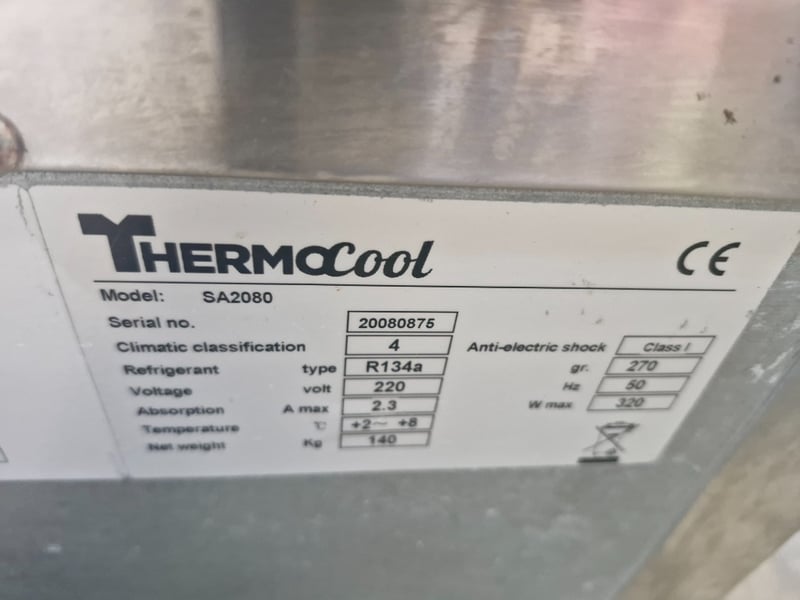 THERMOCool
CE
Model: SA2080
Serial no. 20080875
Climatic classification 4 Anti-electric shock Class I
Refrigerant type R134a gr. 270
Voltage volt 220 Hz 50
Absorption A max 2.3 W max 320
Temperature ℃ +2～ +8
Net weight Kg 140